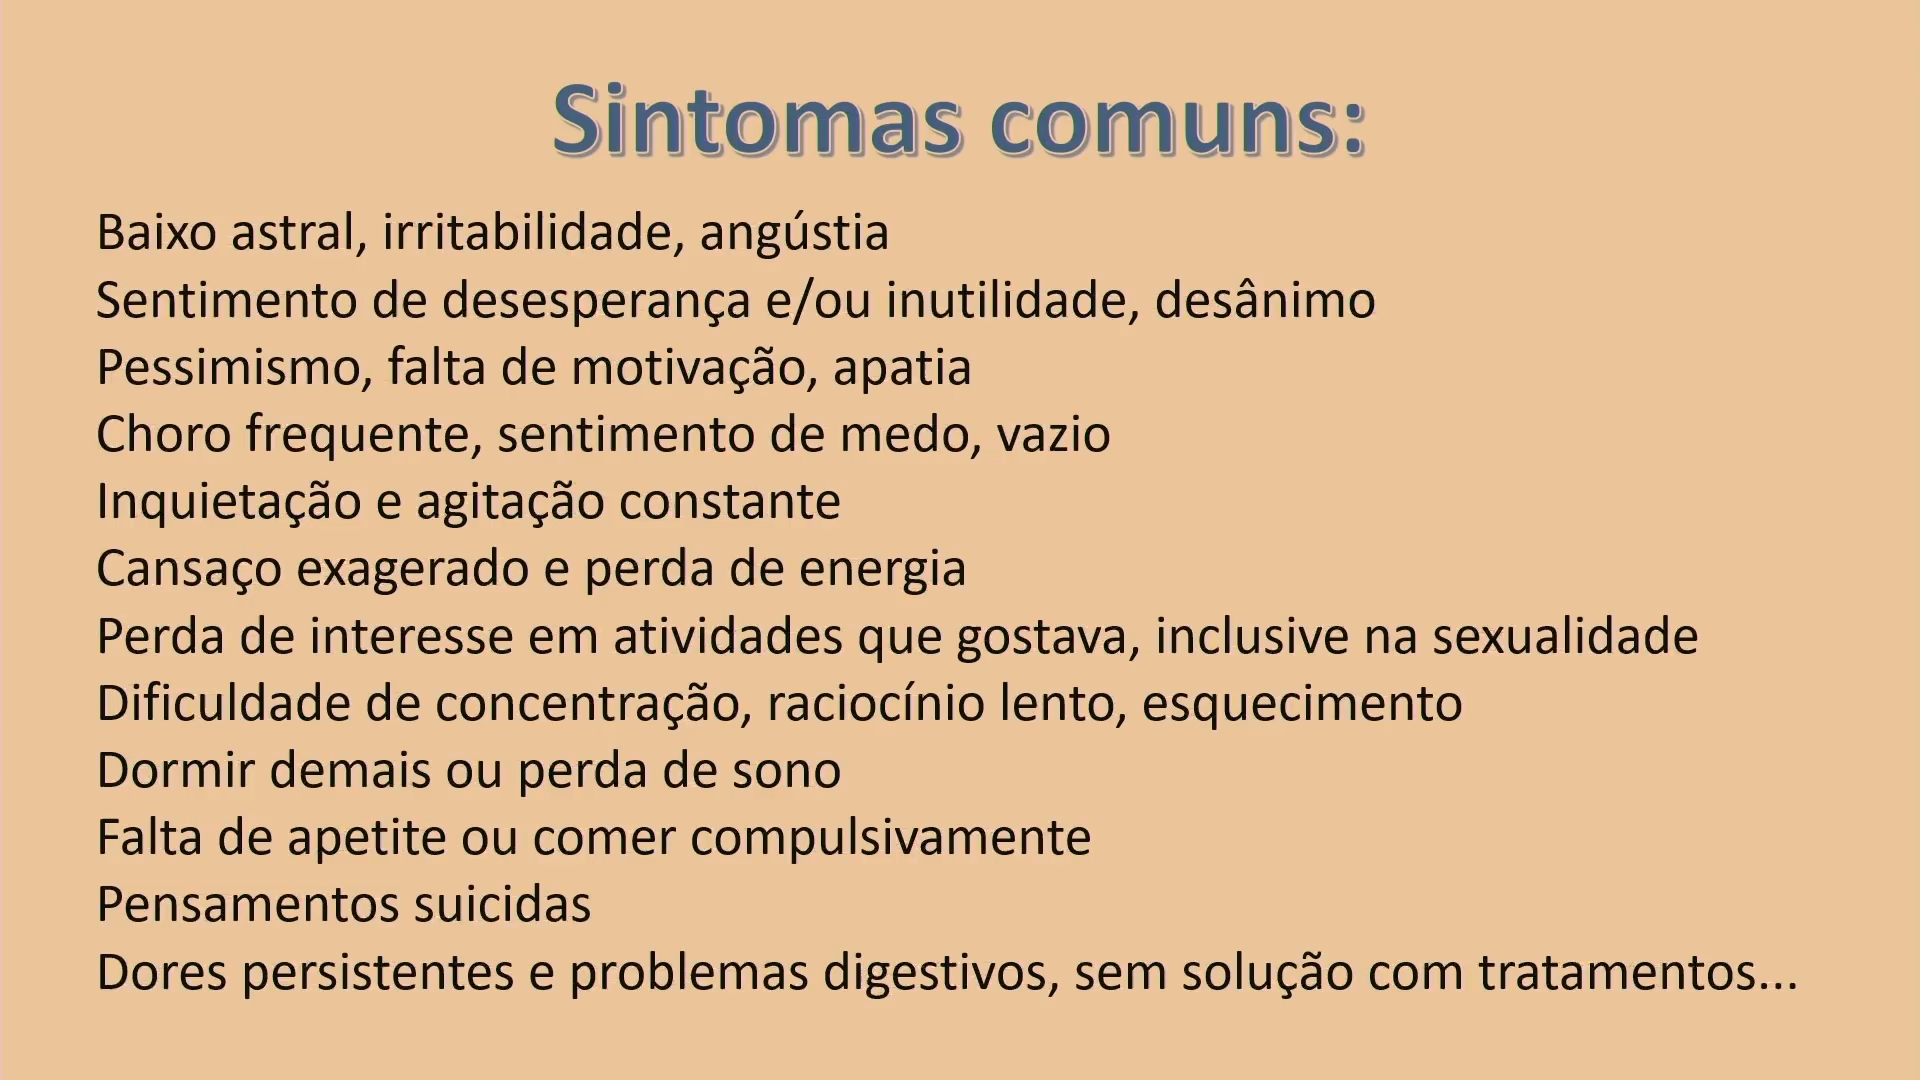 Sintomas comuns:
Baixo astral, irritabilidade, angústia
Sentimento de desesperança e/ou inutilidade, desânimo
Pessimismo, falta de motivação, apatia
Choro frequente, sentimento de medo, vazio
Inquietação e agitação constante
Cansaço exagerado e perda de energia
Perda de interesse em atividades que gostava, inclusive na sexualidade
Dificuldade de concentração, raciocínio lento, esquecimento
Dormir demais ou perda de sono
Falta de apetite ou comer compulsivamente
Pensamentos suicidas
Dores persistentes e problemas digestivos, sem solução com tratamentos...